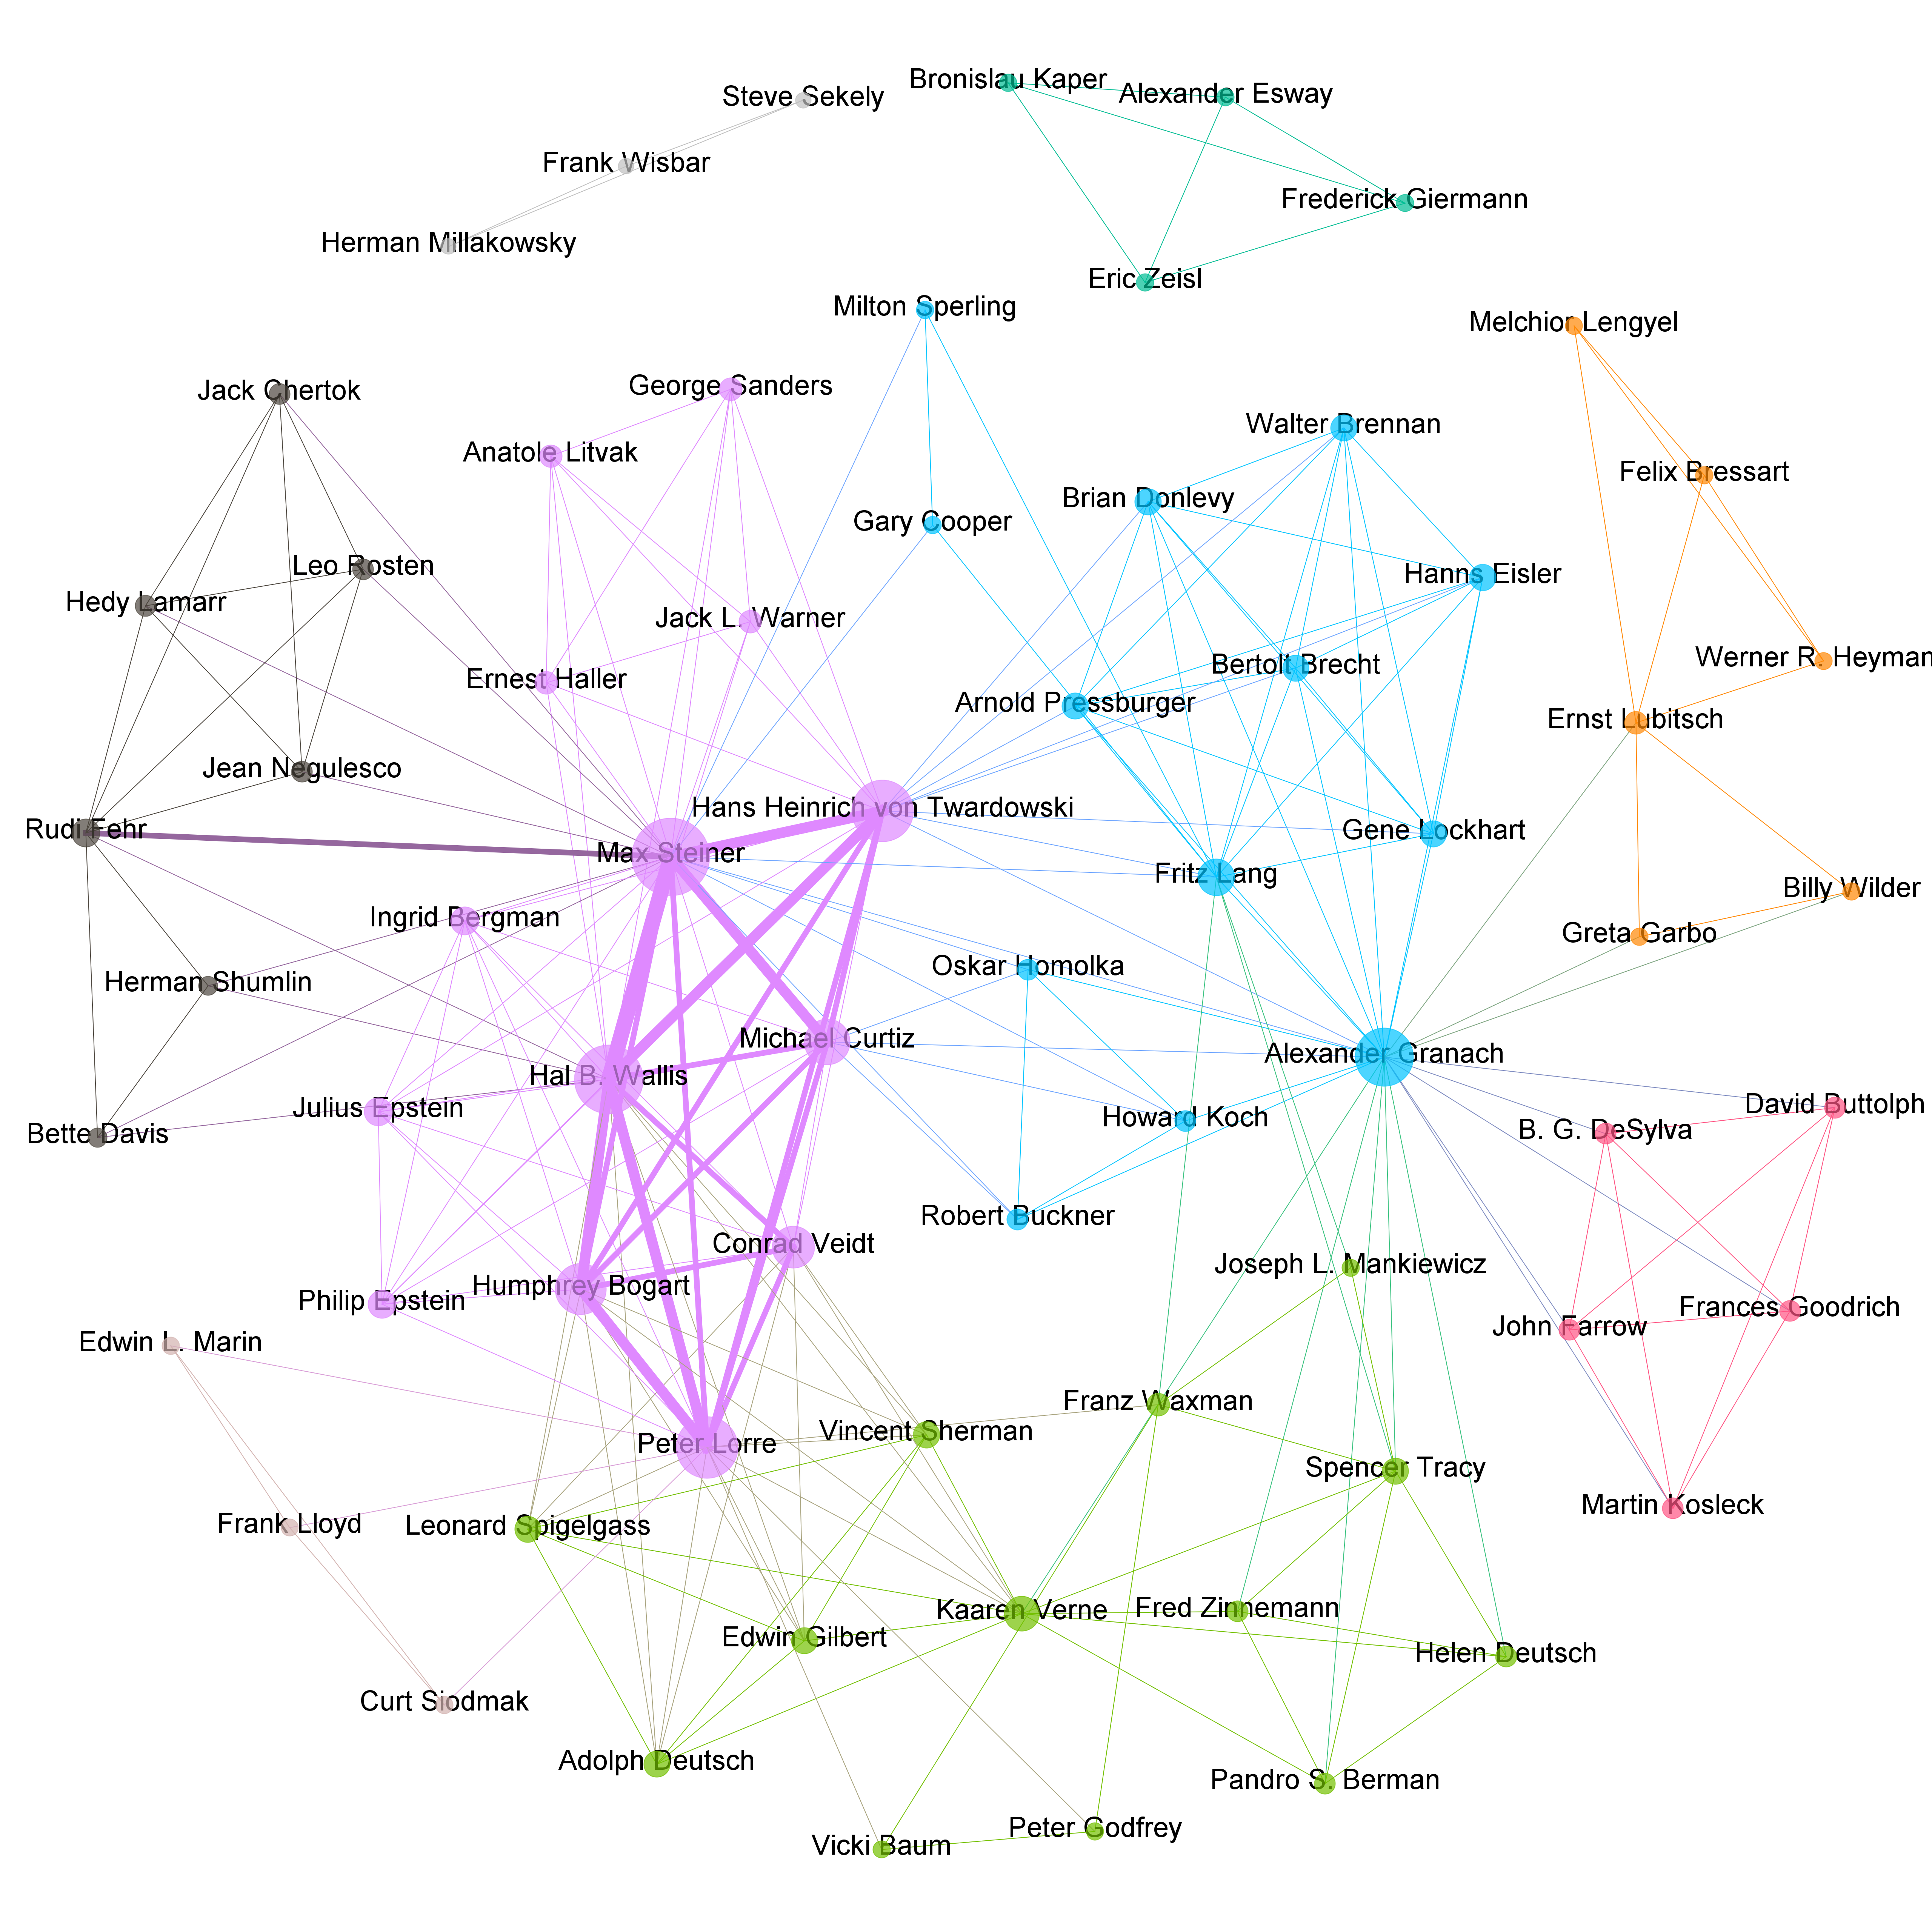 Bronislau Kaper
Steve Sekely
Alexander Esway
Frank Wisbar
Frederick Giermann
Herman Millakowsky
Eric Zeisl
Milton Sperling
Melchior Lengyel
Jack Chertok
George Sanders
Walter Brennan
Anatole Litvak
Felix Bressart
Brian Donlevy
Gary Cooper
Leo Rosten
Hanns Eisler
Hedy Lamarr
Jack L. Warner
Werner R. Heyman
Bertolt Brecht
Ernest Haller
Arnold Pressburger
Ernst Lubitsch
Jean Negulesco
Hans Heinrich von Twardowski
Rudi Fehr
Gene Lockhart
Max Steiner
Fritz Lang
Billy Wilder
Ingrid Bergman
Greta Garbo
Oskar Homolka
Herman Shumlin
Michael Curtiz
Alexander Granach
Hal B. Wallis
David Buttolph
Julius Epstein
Howard Koch
B. G. DeSylva
Bette Davis
Robert Buckner
Conrad Veidt
Joseph L. Mankiewicz
Humphrey Bogart
Philip Epstein
Frances Goodrich
John Farrow
Edwin L. Marin
Franz Waxman
Vincent Sherman
Peter Lorre
Spencer Tracy
Martin Kosleck
Frank Lloyd
Leonard Spigelgass
Kaaren Verne
Fred Zinnemann
Edwin Gilbert
Helen Deutsch
Curt Siodmak
Adolph Deutsch
Pandro S. Berman
Peter Godfrey
Vicki Baum